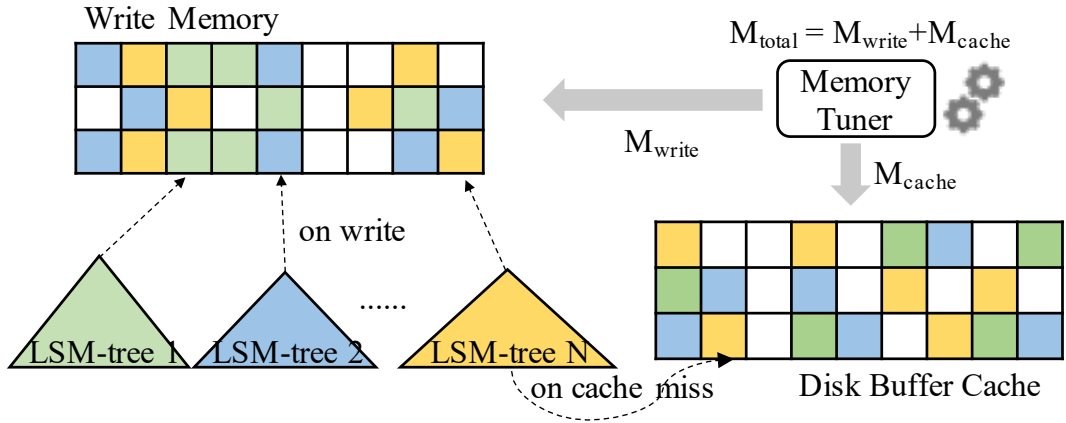 Write Memory
M_total = M_write+M_cache
Memory
Tuner
M_write
M_cache
on write
......
LSM-tree 1
LSM-tree 2
LSM-tree N
on cache miss
Disk Buffer Cache